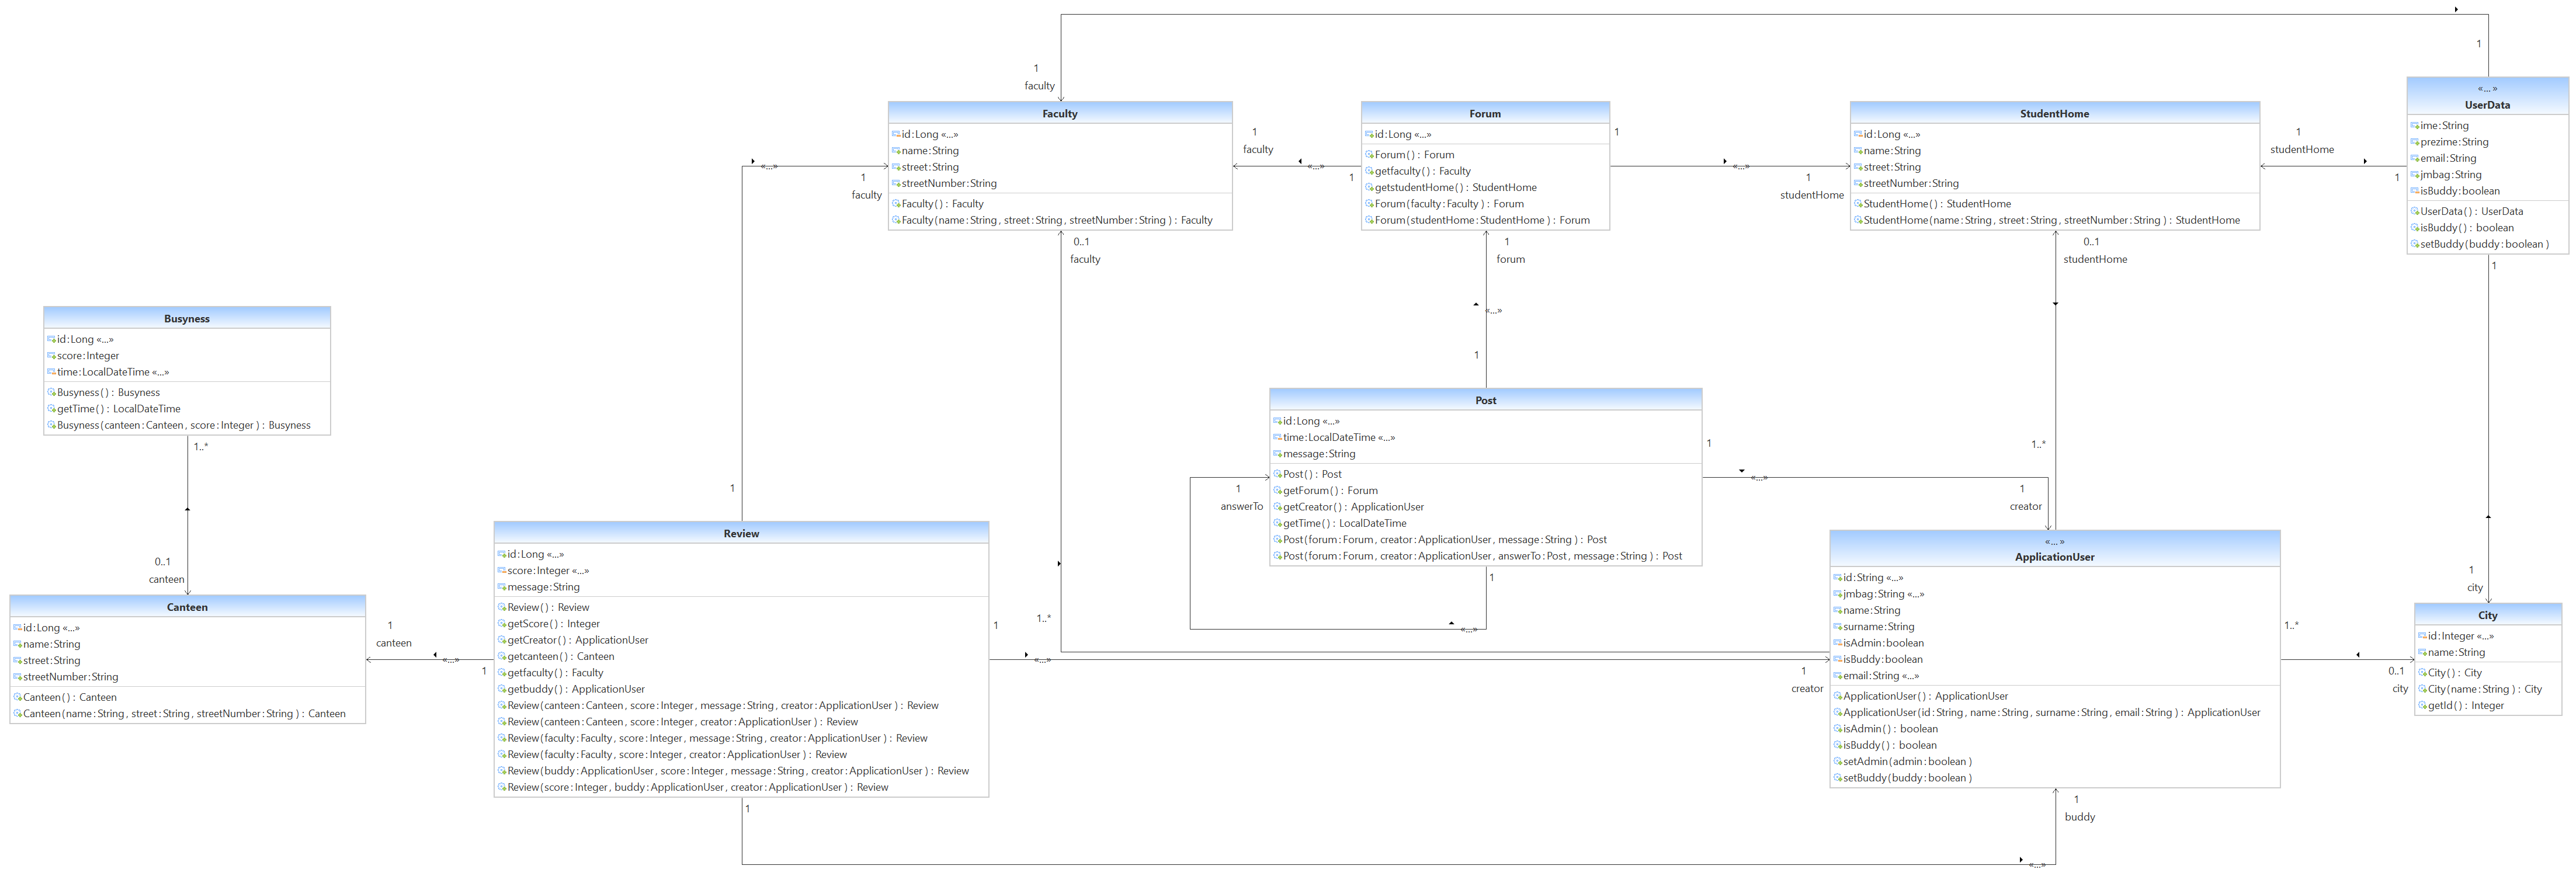 1
1
faculty
Faculty
id:Long «...»
name:String
street:String
streetNumber:String
Faculty() : Faculty
Faculty(name:String, street:String, streetNumber:String) : Faculty
1
faculty
«...»
1
Forum
id:Long «...»
Forum() : Forum
getfaculty() : Faculty
getstudentHome() : StudentHome
Forum(faculty:Faculty) : Forum
Forum(studentHome:StudentHome) : Forum
1
«...»
1
studentHome
StudentHome
id:Long «...»
name:String
street:String
streetNumber:String
StudentHome() : StudentHome
StudentHome(name:String, street:String, streetNumber:String) : StudentHome
1
studentHome
1
«...»
UserData
ime:String
prezime:String
email:String
jmbag:String
isBuddy:boolean
UserData() : UserData
isBuddy() : boolean
setBuddy(buddy:boolean)
1
«...»
1
faculty
0..1
faculty
1
forum
«...»
1
0..1
studentHome
1..*
Busyness
id:Long «...»
score:Integer
time:LocalDateTime «...»
Busyness() : Busyness
getTime() : LocalDateTime
Busyness(canteen:Canteen, score:Integer) : Busyness
1..*
0..1
canteen
Canteen
id:Long «...»
name:String
street:String
streetNumber:String
Canteen() : Canteen
Canteen(name:String, street:String, streetNumber:String) : Canteen
1
canteen
«...»
1
1
Review
id:Long «...»
score:Integer «...»
message:String
Review() : Review
getScore() : Integer
getCreator() : ApplicationUser
getcanteen() : Canteen
getfaculty() : Faculty
getbuddy() : ApplicationUser
Review(canteen:Canteen, score:Integer, message:String, creator:ApplicationUser) : Review
Review(canteen:Canteen, score:Integer, creator:ApplicationUser) : Review
Review(faculty:Faculty, score:Integer, message:String, creator:ApplicationUser) : Review
Review(faculty:Faculty, score:Integer, creator:ApplicationUser) : Review
Review(buddy:ApplicationUser, score:Integer, message:String, creator:ApplicationUser) : Review
Review(score:Integer, buddy:ApplicationUser, creator:ApplicationUser) : Review
1
1
«...»
1..*
Post
id:Long «...»
time:LocalDateTime «...»
message:String
Post() : Post
getForum() : Forum
getCreator() : ApplicationUser
getTime() : LocalDateTime
Post(forum:Forum, creator:ApplicationUser, message:String) : Post
Post(forum:Forum, creator:ApplicationUser, answerTo:Post, message:String) : Post
1
answerTo
1
«...»
1
«...»
1
creator
1
creator
«...»
ApplicationUser
id:String «...»
jmbag:String «...»
name:String
surname:String
isAdmin:boolean
isBuddy:boolean
email:String «...»
ApplicationUser() : ApplicationUser
ApplicationUser(id:String, name:String, surname:String, email:String) : ApplicationUser
isAdmin() : boolean
isBuddy() : boolean
setAdmin(admin:boolean)
setBuddy(buddy:boolean)
1
buddy
«...»
1..*
0..1
city
1
city
City
id:Integer «...»
name:String
City() : City
City(name:String) : City
getId() : Integer